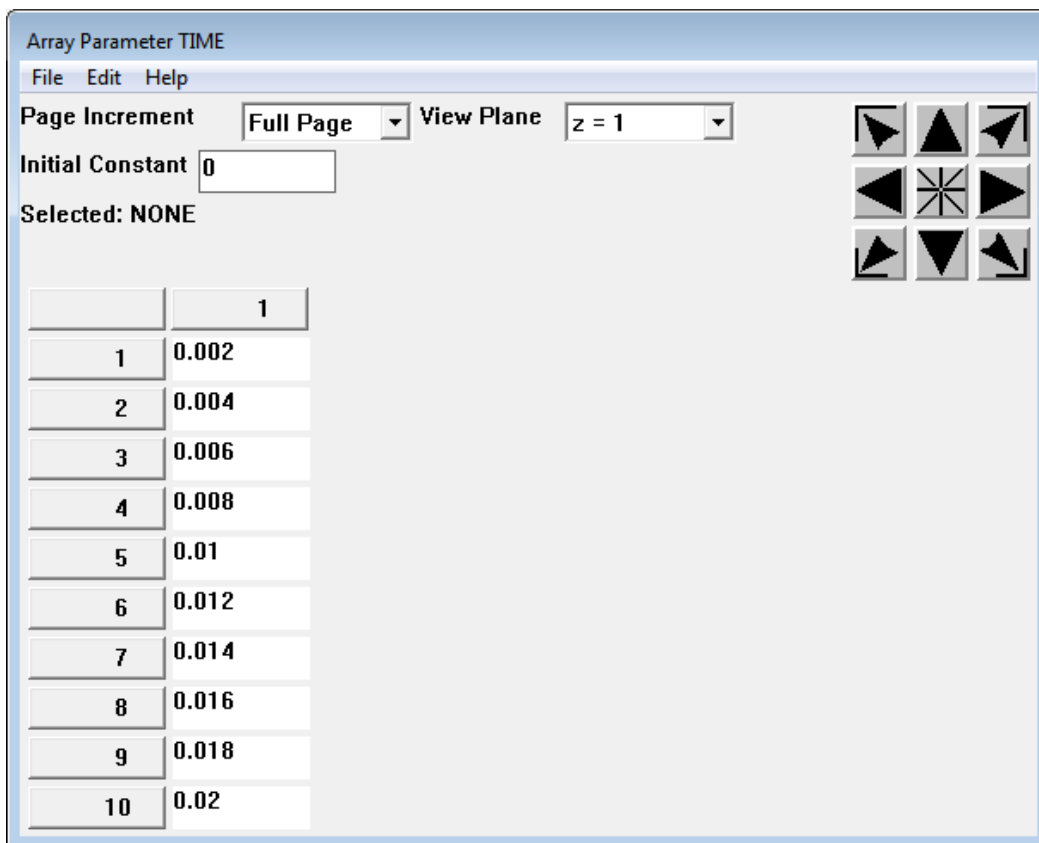 Array Parameter TIME
File Edit Help
Page Increment Full Page View Plane z = 1
Initial Constant 0
Selected: NONE
1
1 0.002
2 0.004
3 0.006
4 0.008
5 0.01
6 0.012
7 0.014
8 0.016
9 0.018
10 0.02